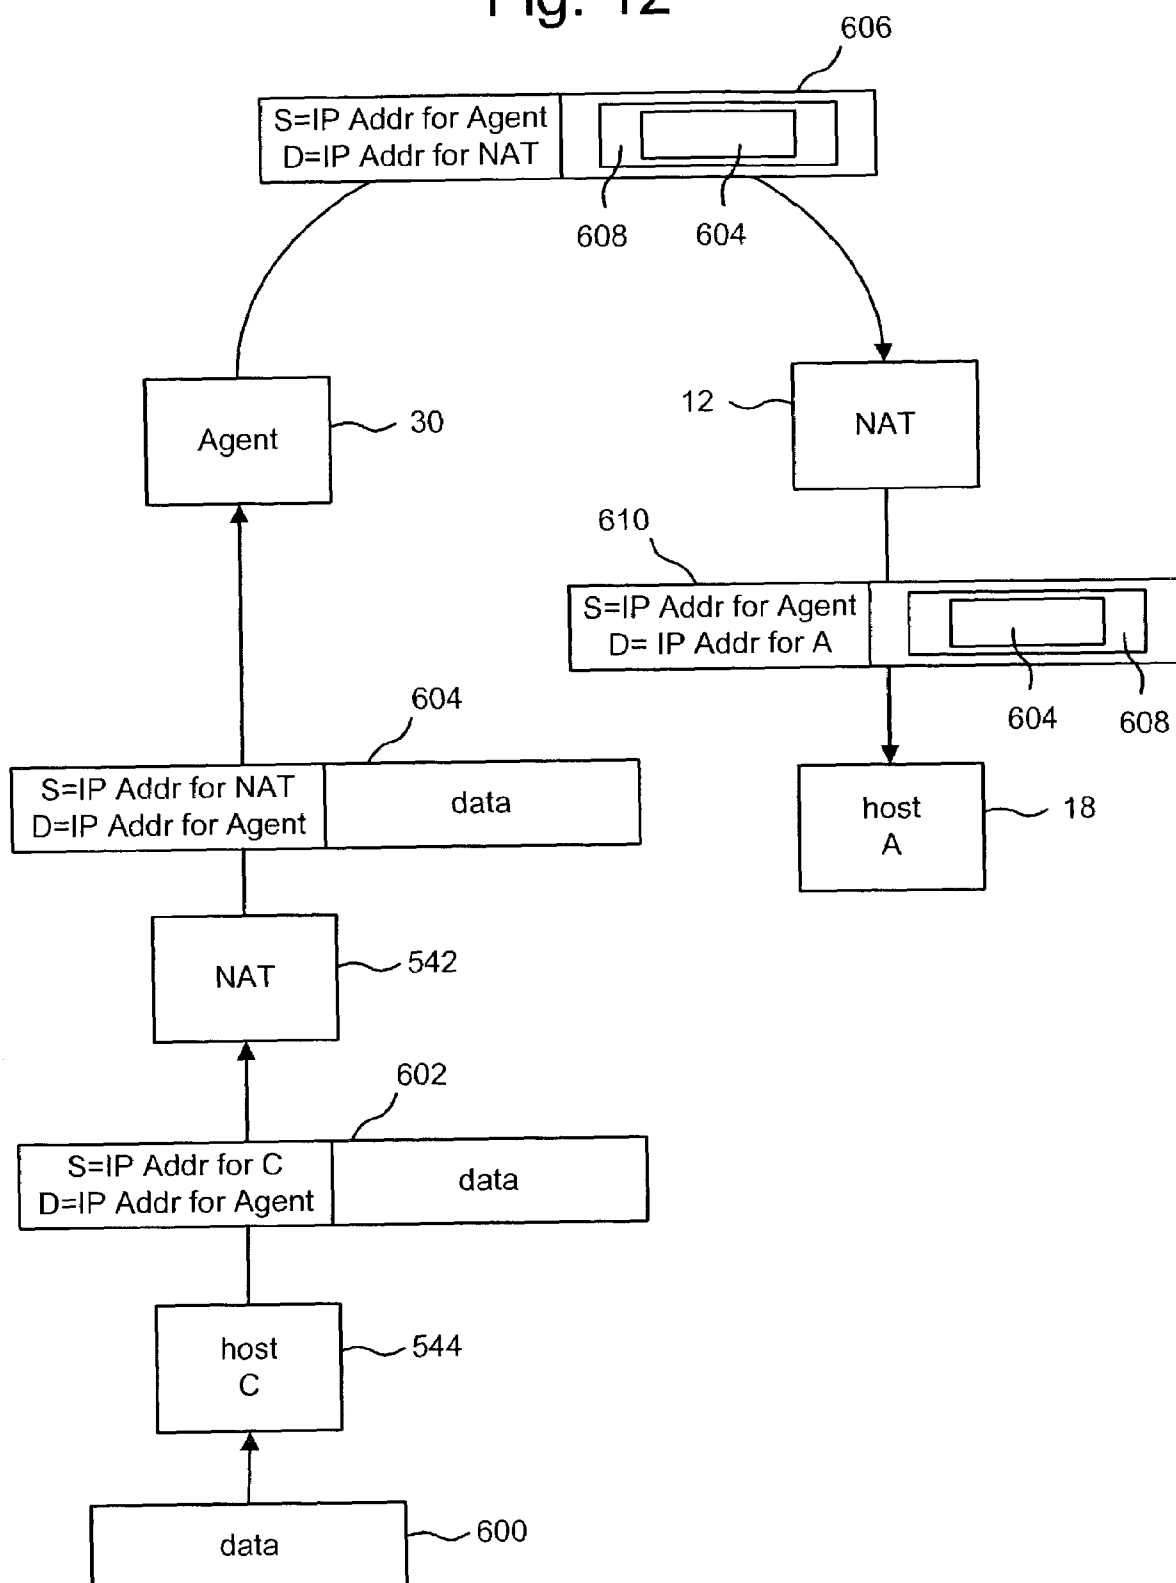 Fig. 12
606
S=IP Addr for Agent
D=IP Addr for NAT
608
604
Agent
30
12
NAT
610
S=IP Addr for Agent
D= IP Addr for A
604
608
604
S=IP Addr for NAT
D=IP Addr for Agent
data
host
A
18
NAT
542
602
S=IP Addr for C
D=IP Addr for Agent
data
host
C
544
data
600